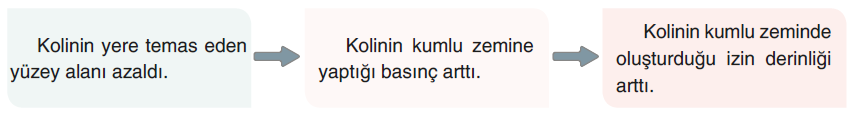 Kolinin yere temas eden
yüzey alanı azaldı.
Kolinin kumlu zemine
yaptığı basınç arttı.
Kolinin kumlu zeminde
oluşturduğu izin derinliği
arttı.